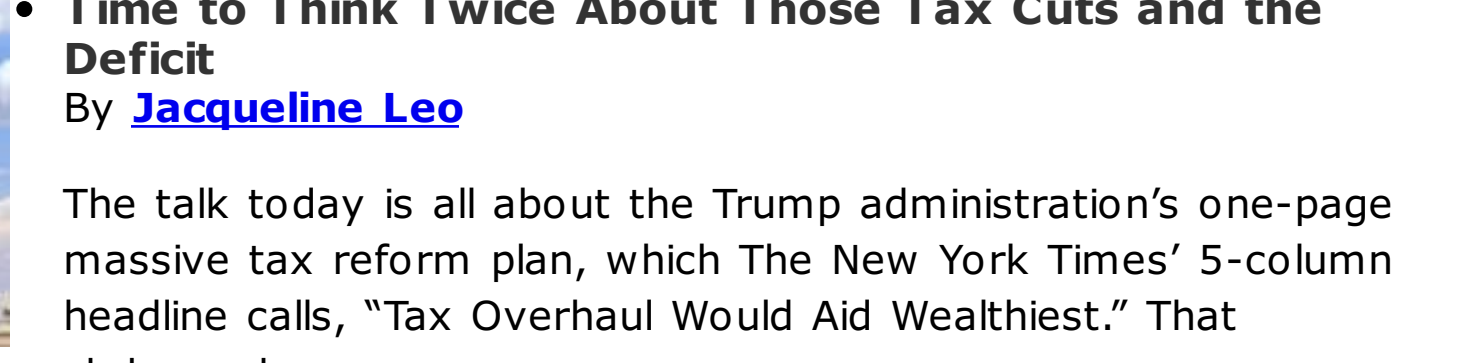 Time to Think Twice About Those Tax Cuts and the
Deficit
By Jacqueline Leo
The talk today is all about the Trump administration’s one-page
massive tax reform plan, which The New York Times’ 5-column
headline calls, “Tax Overhaul Would Aid Wealthiest.” That